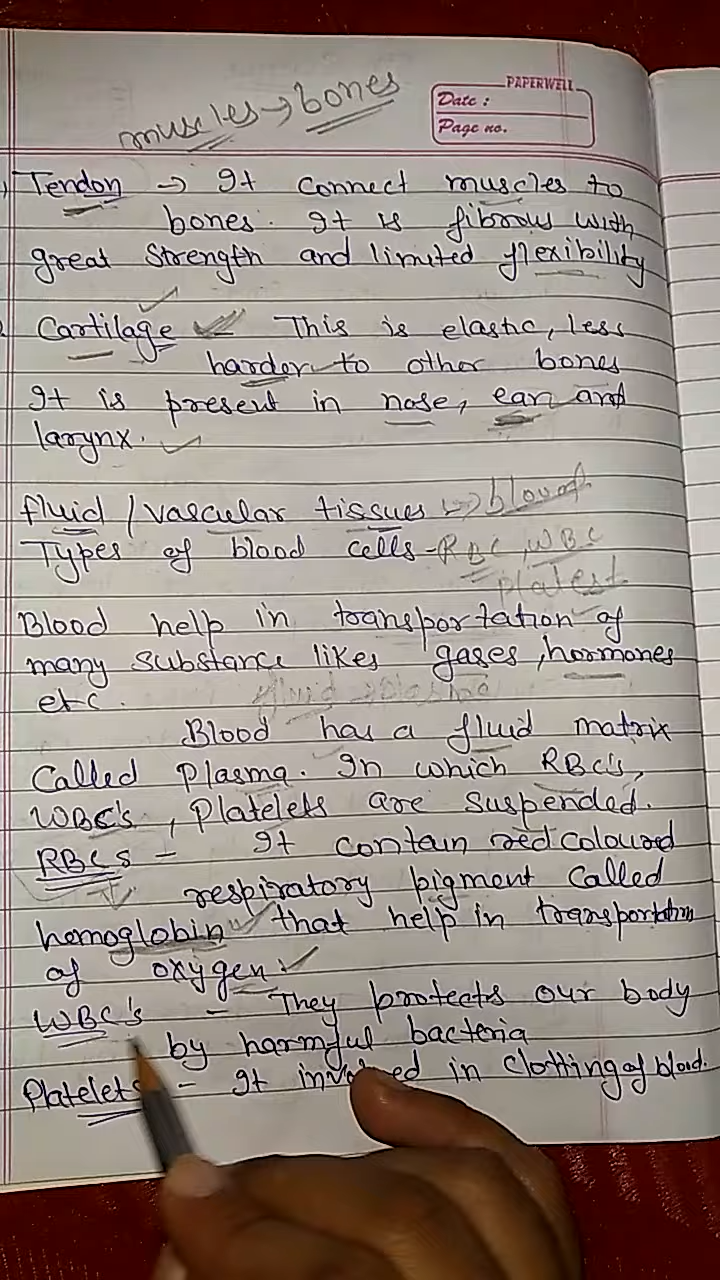 muscles → bones
PAPERWELL
Date :
Page no.
Tendon → It connect muscles to
bones. It is fibrous with
great strength and limited flexibility
Cartilage - This is elastic, less
harder to other bones
It is present in nose, ear and
larynx.
fluid / vascular tissues → blood
Types of blood cells - RBC, WBC
Platest
Blood help in transportation of
many substance likes gases, hormones
etc. fluid → Plasma
Blood has a fluid matrix
Called Plasma. In which RBC's,
WBC's, Platelets are suspended.
RBCs - It contain red coloured
respiratory pigment called
hemoglobin that help in transportation
of oxygen.
WBC's - They protects our body
by harmful bacteria
Platelets - It involved in clotting of blood.